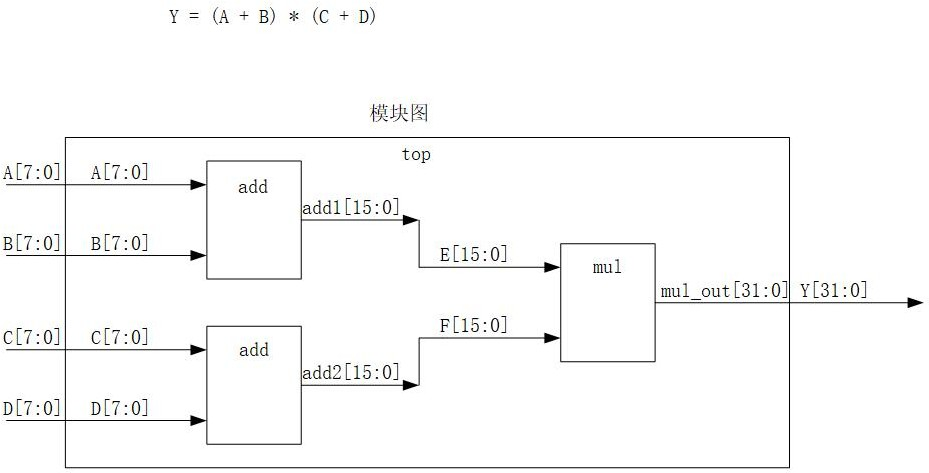 Y = (A + B) * (C + D)
模块图
top
A[7:0] A[7:0]
add
add1[15:0]
B[7:0] B[7:0]
E[15:0]
mul
mul_out[31:0] Y[31:0]
C[7:0] C[7:0]
F[15:0]
add
add2[15:0]
D[7:0] D[7:0]